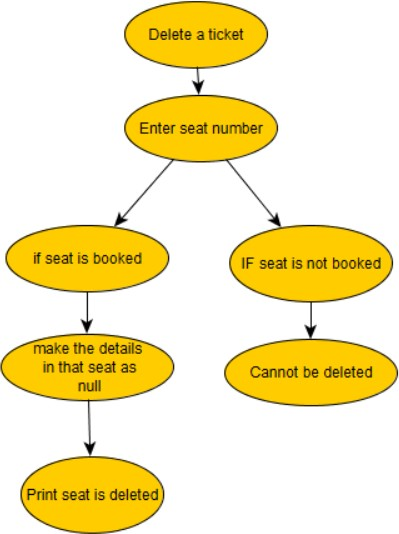 Delete a ticket
Enter seat number
if seat is booked
IF seat is not booked
make the details
in that seat as
null
Cannot be deleted
Print seat is deleted